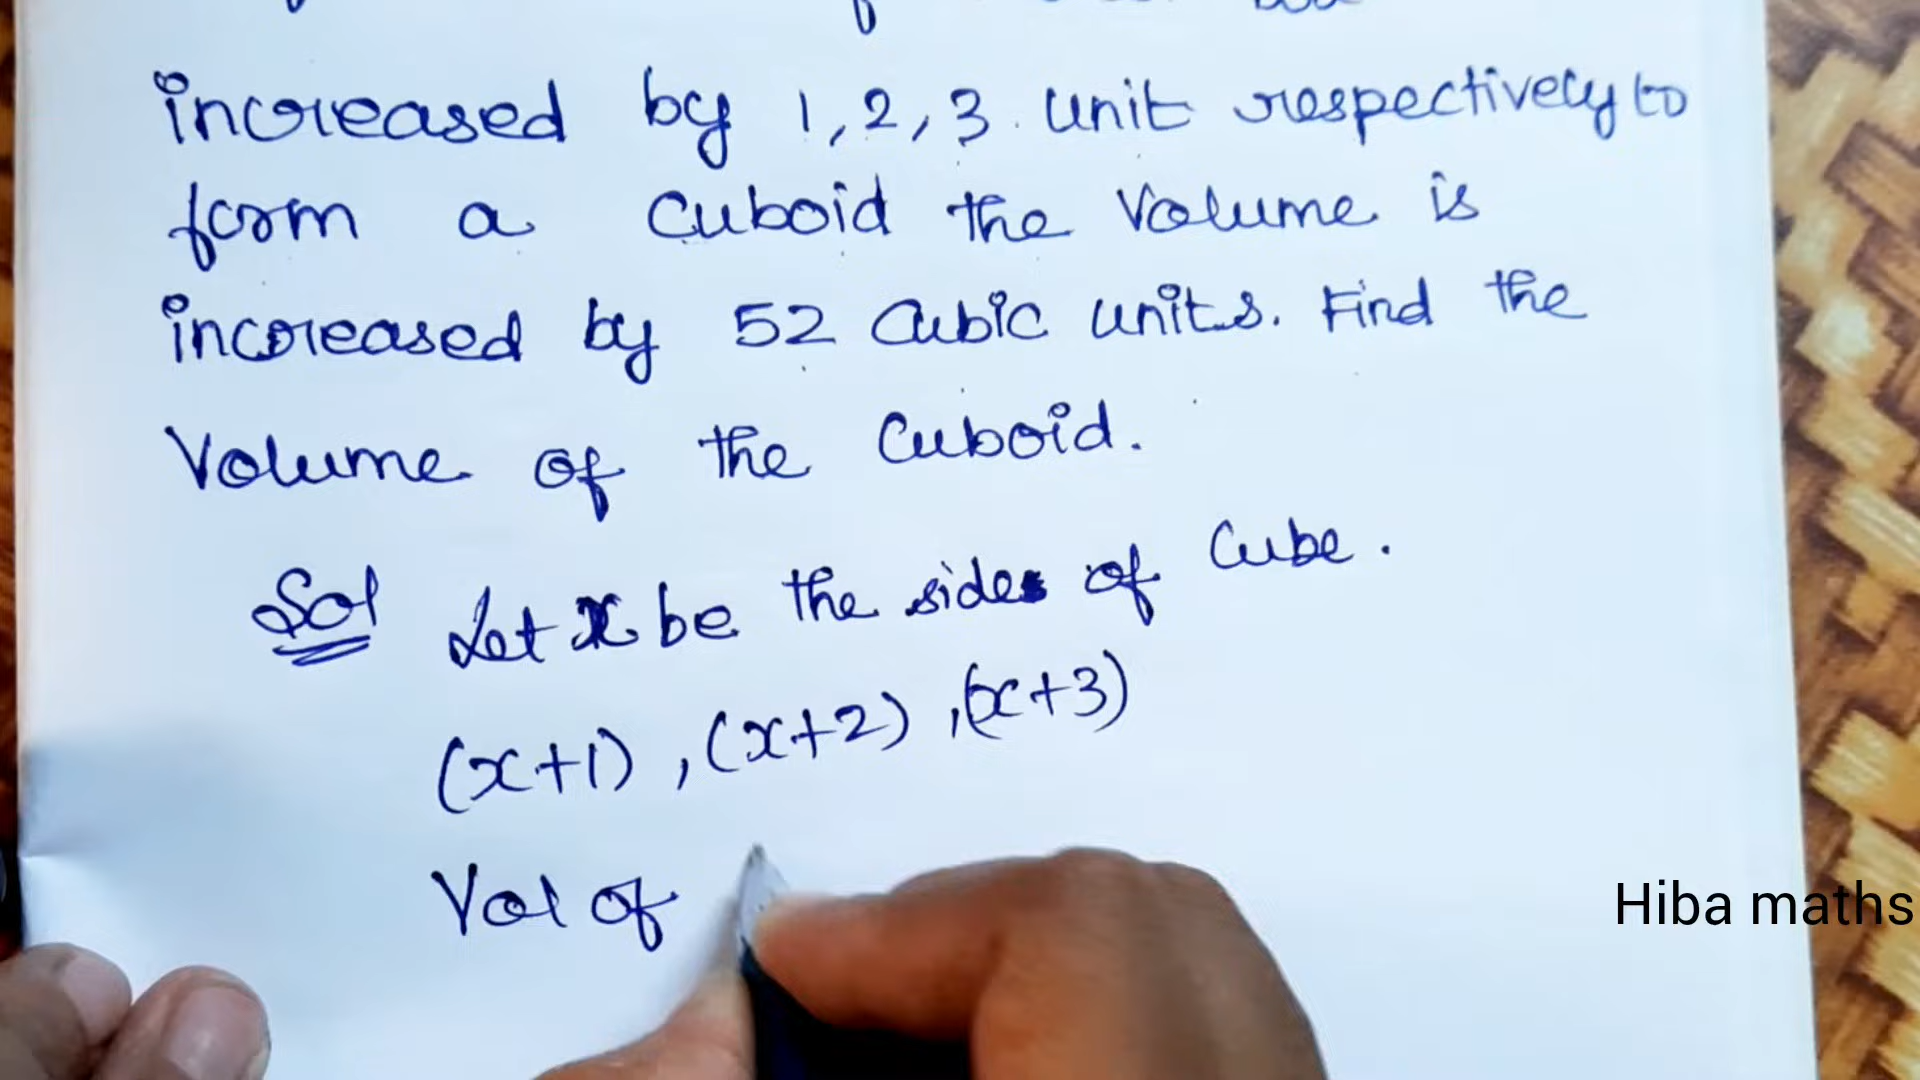 increased by 1, 2, 3 unit respectively to
form a cuboid the volume is
increased by 52 cubic units. Find the
Volume of the cuboid.
Sol Let x be the sides of cube.
(x+1), (x+2), (x+3)
Vol of
Hiba maths